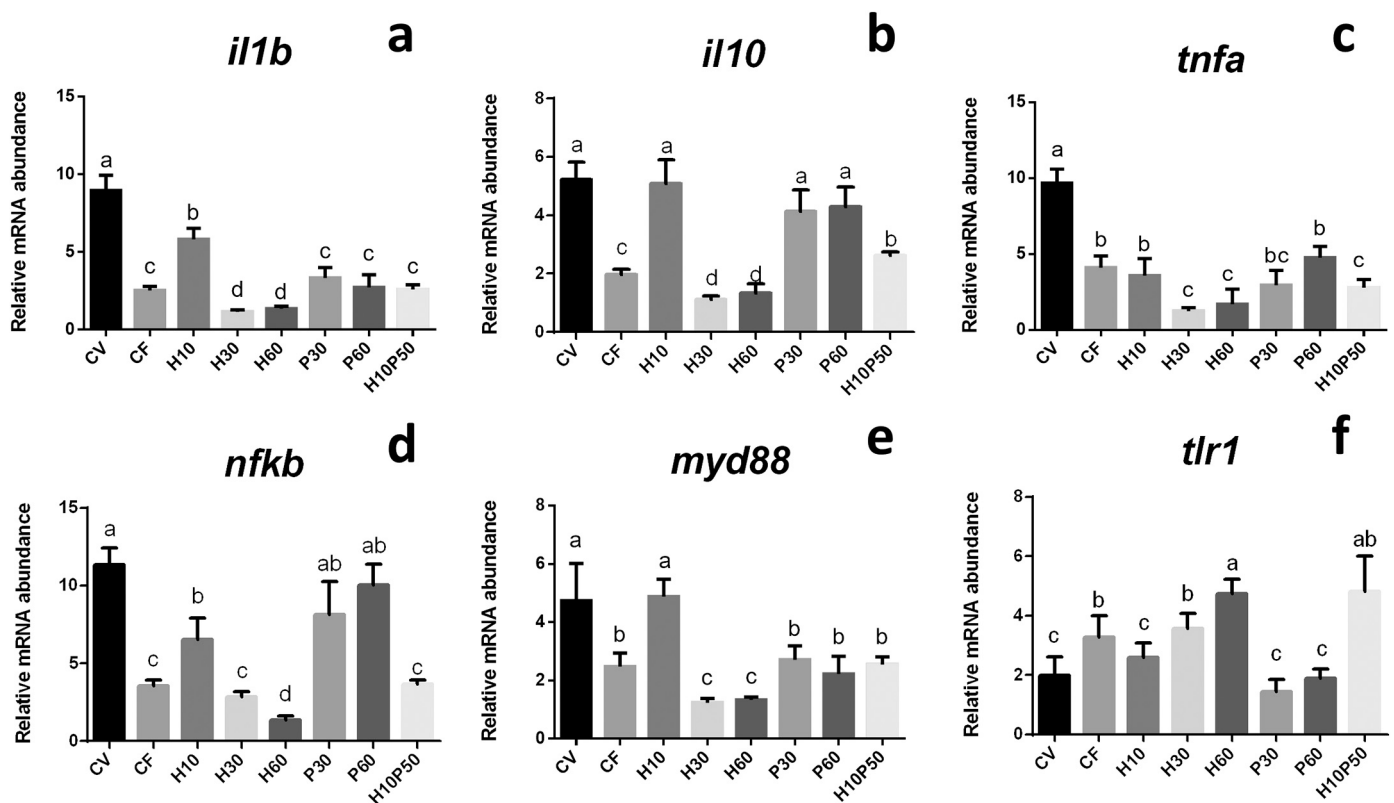 a
il1b
Relative mRNA abundance
15
10
5
0
a
c
b
d
d
c
c
c
CV
CF
H10
H30
H60
P30
P60
H10P50
b
il10
Relative mRNA abundance
8
6
4
2
0
a
c
a
d
d
a
a
b
CV
CF
H10
H30
H60
P30
P60
H10P50
c
tnfa
Relative mRNA abundance
15
10
5
0
a
b
b
c
c
bc
b
c
CV
CF
H10
H30
H60
P30
P60
H10P50
d
nfkb
Relative mRNA abundance
15
10
5
0
a
c
b
c
d
ab
ab
c
CV
CF
H10
H30
H60
P30
P60
H10P50
e
myd88
Relative mRNA abundance
8
6
4
2
0
a
b
a
c
c
b
b
b
CV
CF
H10
H30
H60
P30
P60
H10P50
f
tlr1
Relative mRNA abundance
8
6
4
2
0
c
b
c
b
a
c
c
ab
CV
CF
H10
H30
H60
P30
P60
H10P50